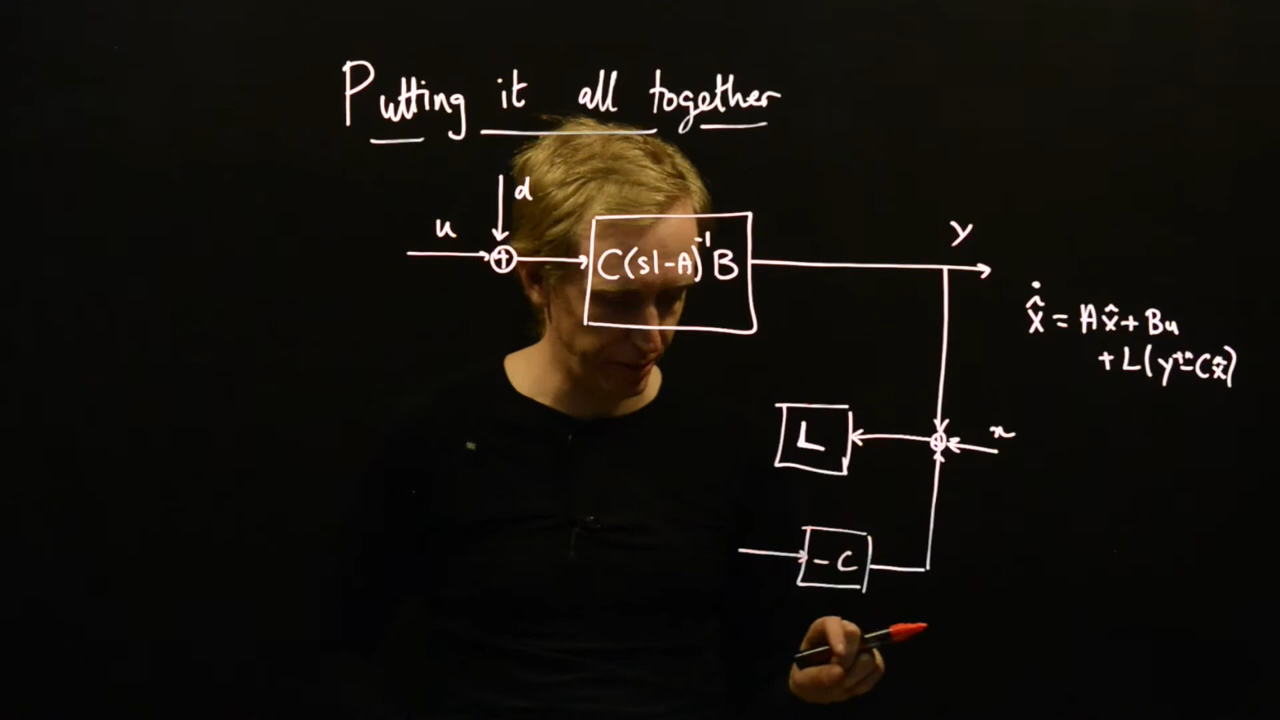 Putting it all together
d
u
C(sI-A)⁻¹B
y
ẋ̂ = Ax̂ + Bu
+ L(y+n-Cx̂)
L
n
-C